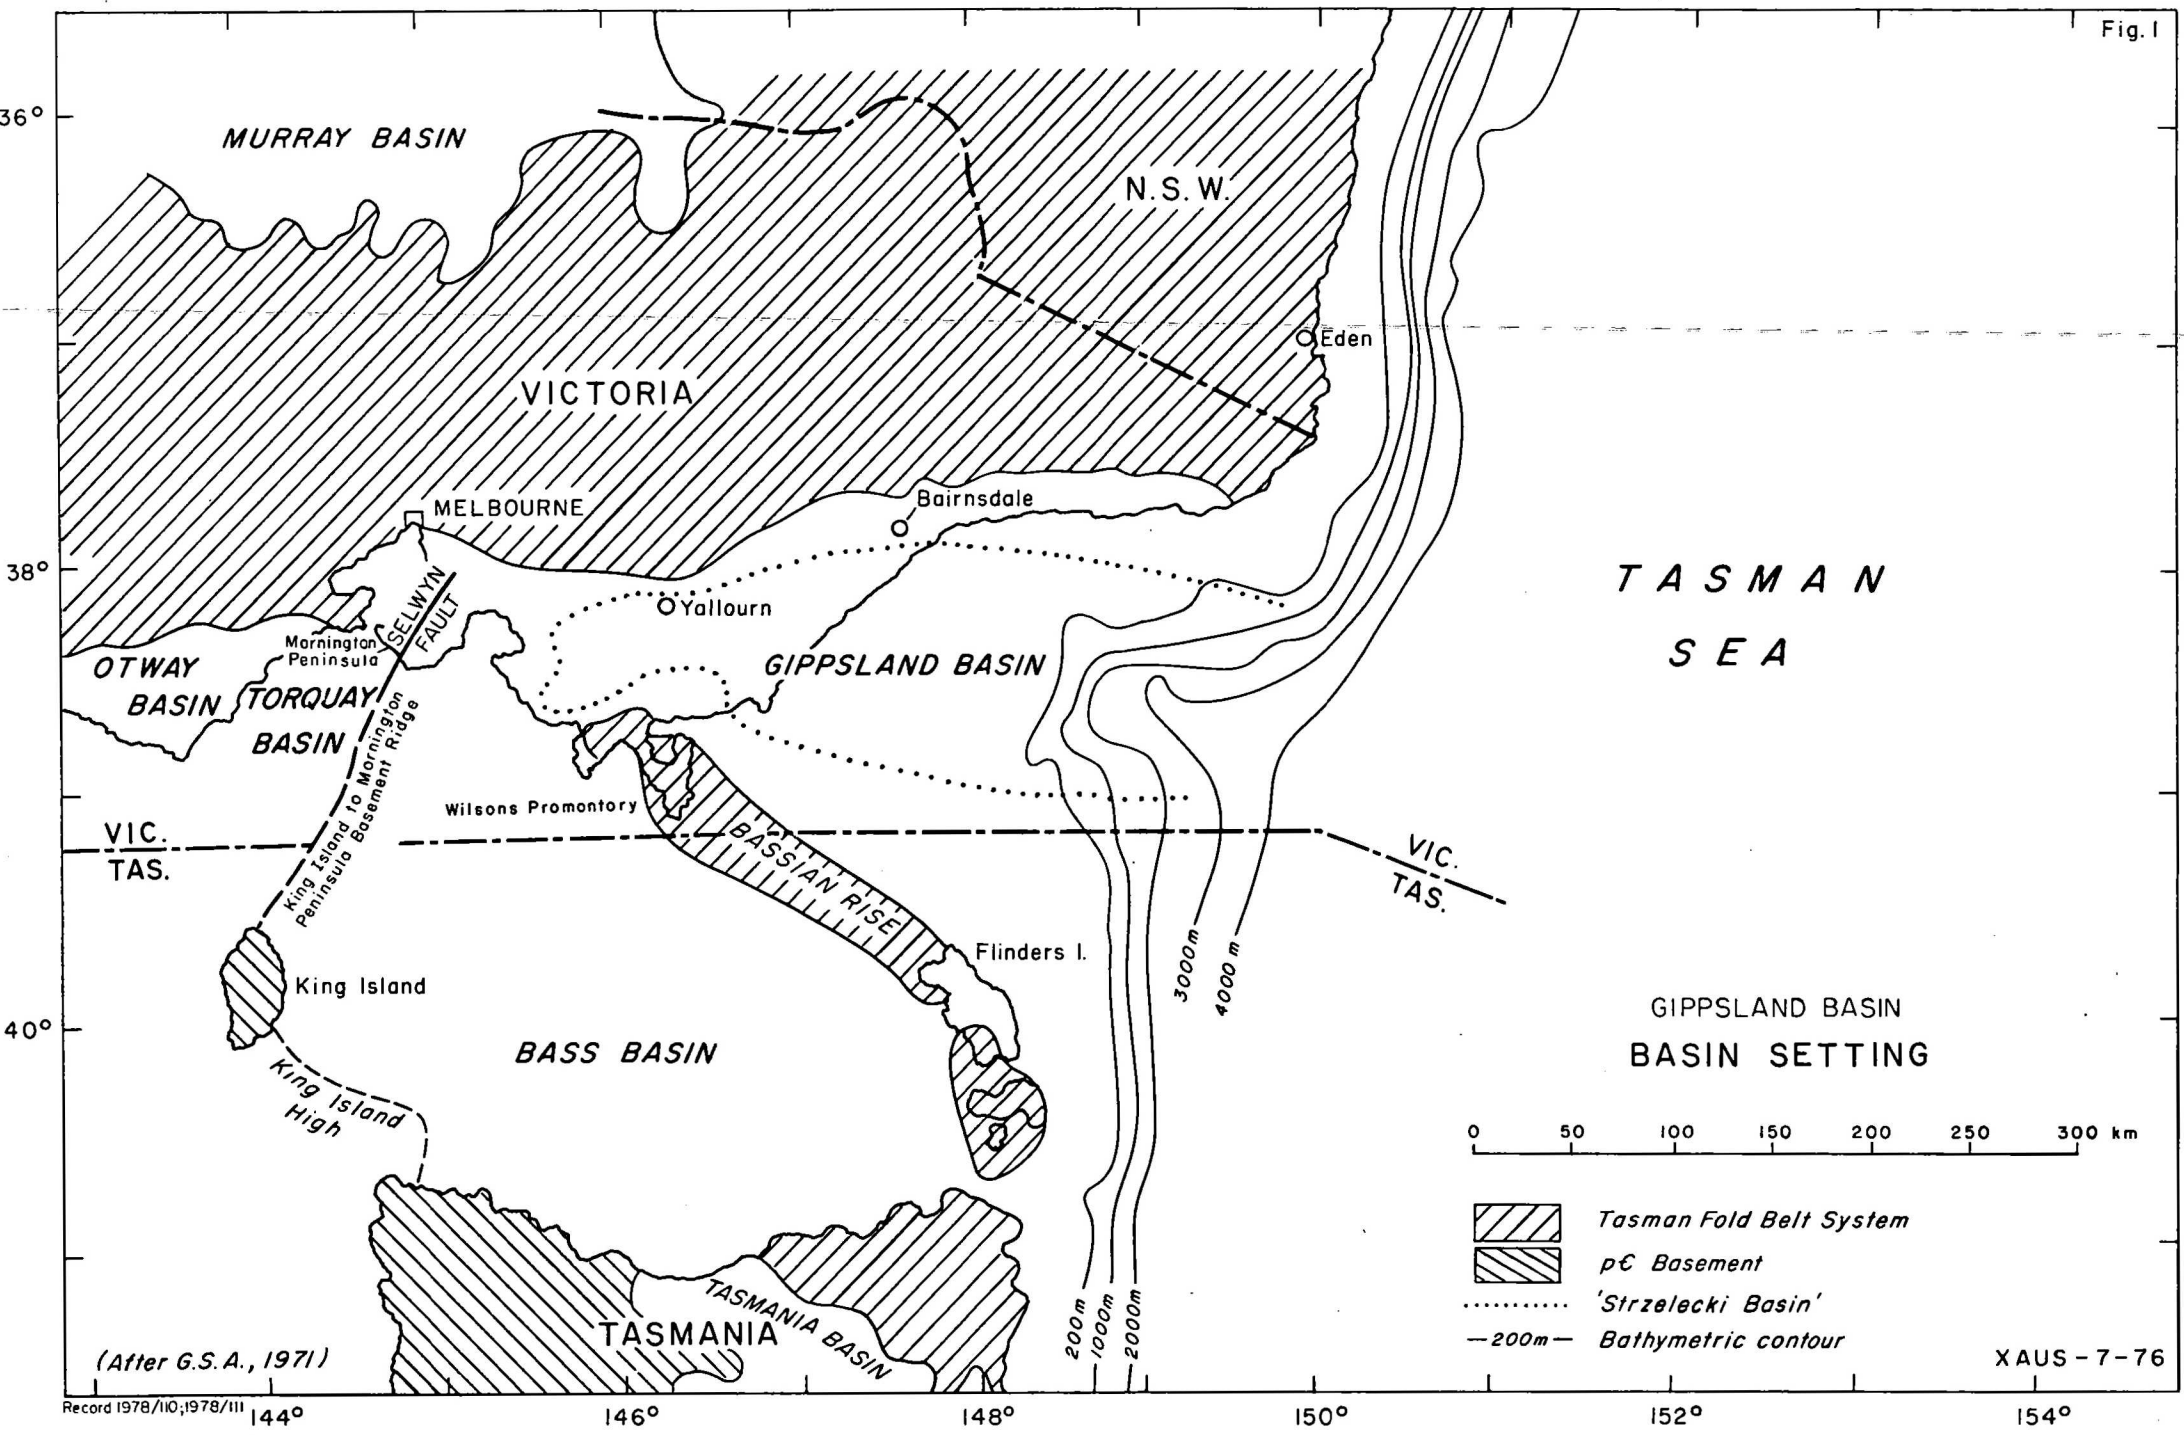 Fig. 1
36°
MURRAY BASIN
N. S. W.
Eden
VICTORIA
MELBOURNE
Bairnsdale
38°
SELWYN
FAULT
Yallourn
Mornington
Peninsula
OTWAY
BASIN
TORQUAY
BASIN
GIPPSLAND BASIN
TASMAN
SEA
King Island to Mornington
Peninsula Basement Ridge
Wilsons Promontory
VIC.
TAS.
BASSIAN RISE
VIC.
TAS.
Flinders I.
3000m
4000m
King Island
40°
BASS BASIN
King Island
High
GIPPSLAND BASIN
BASIN SETTING
0 50 100 150 200 250 300 km
Tasman Fold Belt System
p€ Basement
'Strzelecki Basin'
—200m— Bathymetric contour
TASMANIA BASIN
TASMANIA
200m
1000m
2000m
(After G.S.A., 1971)
XAUS-7-76
Record 1978/110;1978/111
144° 146° 148° 150° 152° 154°